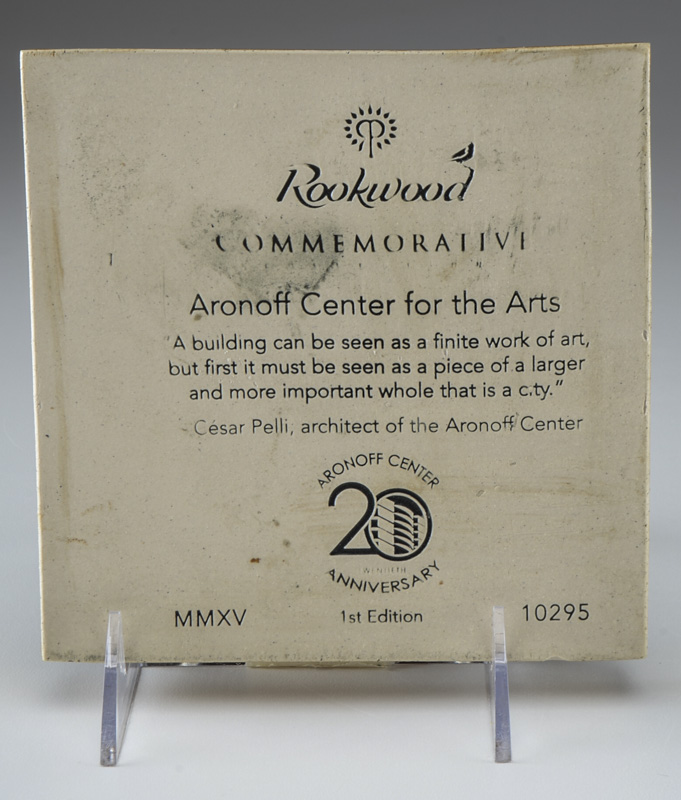 Rookwood
COMMEMORATIVE
Aronoff Center for the Arts
"A building can be seen as a finite work of art,
but first it must be seen as a piece of a larger
and more important whole that is a c.ty."
- César Pelli, architect of the Aronoff Center
ARONOFF CENTER
20
TWENTIETH
ANNIVERSARY
MMXV 1st Edition 10295